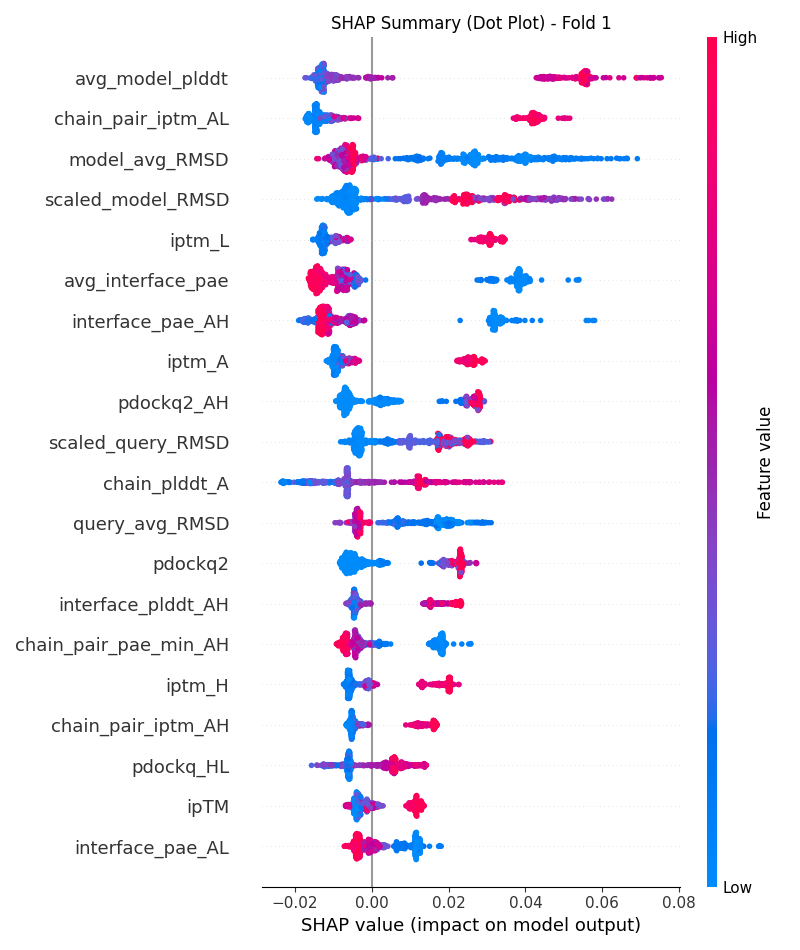 SHAP Summary (Dot Plot) - Fold 1
High
avg_model_plddt
chain_pair_iptm_AL
model_avg_RMSD
scaled_model_RMSD
iptm_L
avg_interface_pae
interface_pae_AH
iptm_A
pdockq2_AH
scaled_query_RMSD
chain_plddt_A
query_avg_RMSD
pdockq2
interface_plddt_AH
chain_pair_pae_min_AH
iptm_H
chain_pair_iptm_AH
pdockq_HL
ipTM
interface_pae_AL
Feature value
Low
−0.02 0.00 0.02 0.04 0.06 0.08
SHAP value (impact on model output)